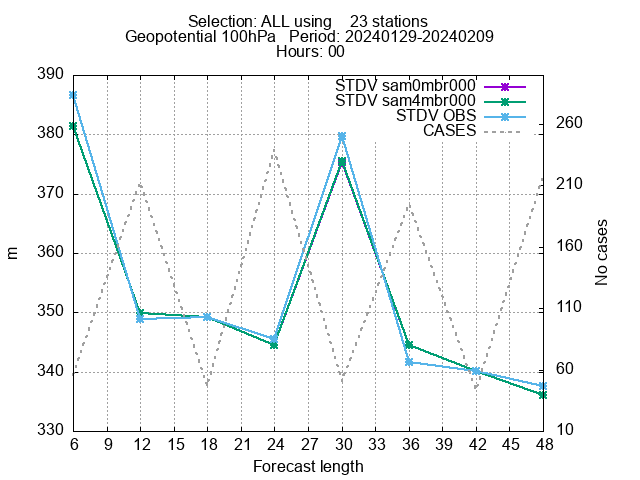 Selection: ALL using    23 stations
Geopotential 100hPa   Period: 20240129-20240209
Hours: 00
STDV sam0mbr000
STDV sam4mbr000
STDV OBS
CASES
390
380
370
360
350
340
330
m
260
210
160
110
60
10
No cases
6 9 12 15 18 21 24 27 30 33 36 39 42 45 48
Forecast length